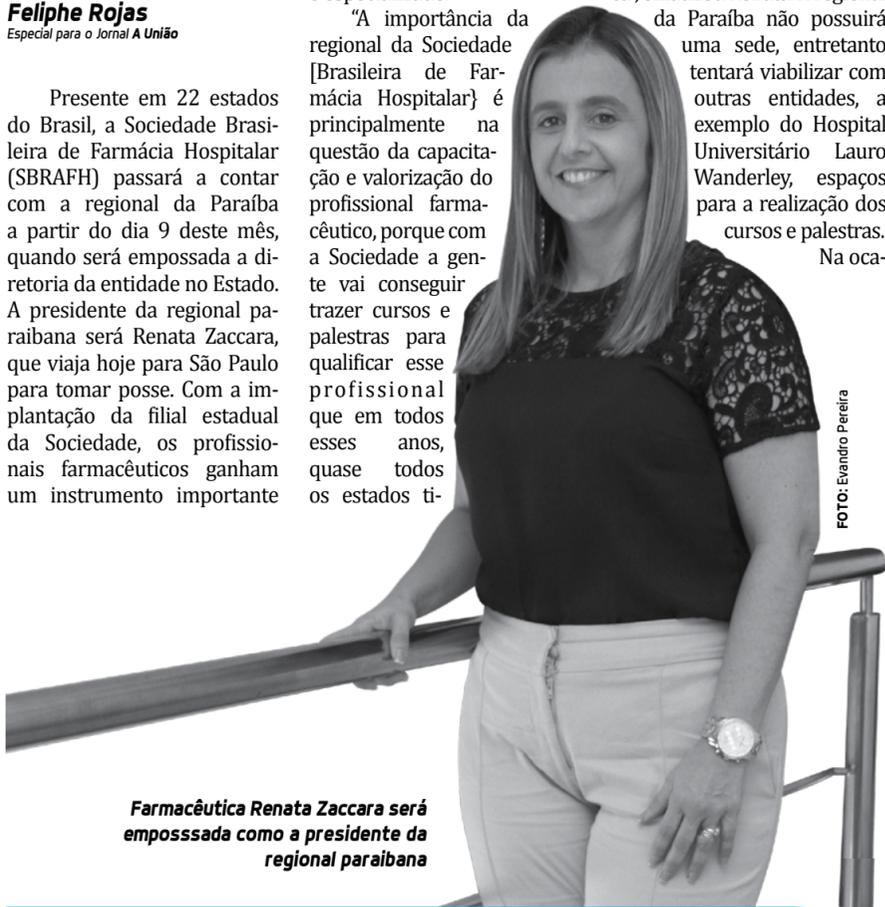 Feliphe Rojas
Especial para o Jornal A União
Presente em 22 estados
do Brasil, a Sociedade Brasi-
leira de Farmácia Hospitalar
(SBRAFH) passará a contar
com a regional da Paraíba
a partir do dia 9 deste mês,
quando será empossada a di-
retoria da entidade no Estado.
A presidente da regional pa-
raibana será Renata Zaccara,
que viaja hoje para São Paulo
para tomar posse. Com a im-
plantação da filial estadual
da Sociedade, os profissio-
nais farmacêuticos ganham
um instrumento importante
“A importância da
regional da Sociedade
[Brasileira de Far-
mácia Hospitalar} é
principalmente na
questão da capacita-
ção e valorização do
profissional farma-
cêutico, porque com
a Sociedade a gen-
te vai conseguir
trazer cursos e
palestras para
qualificar esse
profissional
que em todos
esses anos,
quase todos
os estados ti-
da Paraíba não possuirá
uma sede, entretanto
tentará viabilizar com
outras entidades, a
exemplo do Hospital
Universitário Lauro
Wanderley, espaços
para a realização dos
cursos e palestras.
Na oca-
FOTO: Evandro Pereira
Farmacêutica Renata Zaccara será
emposssada como a presidente da
regional paraibana